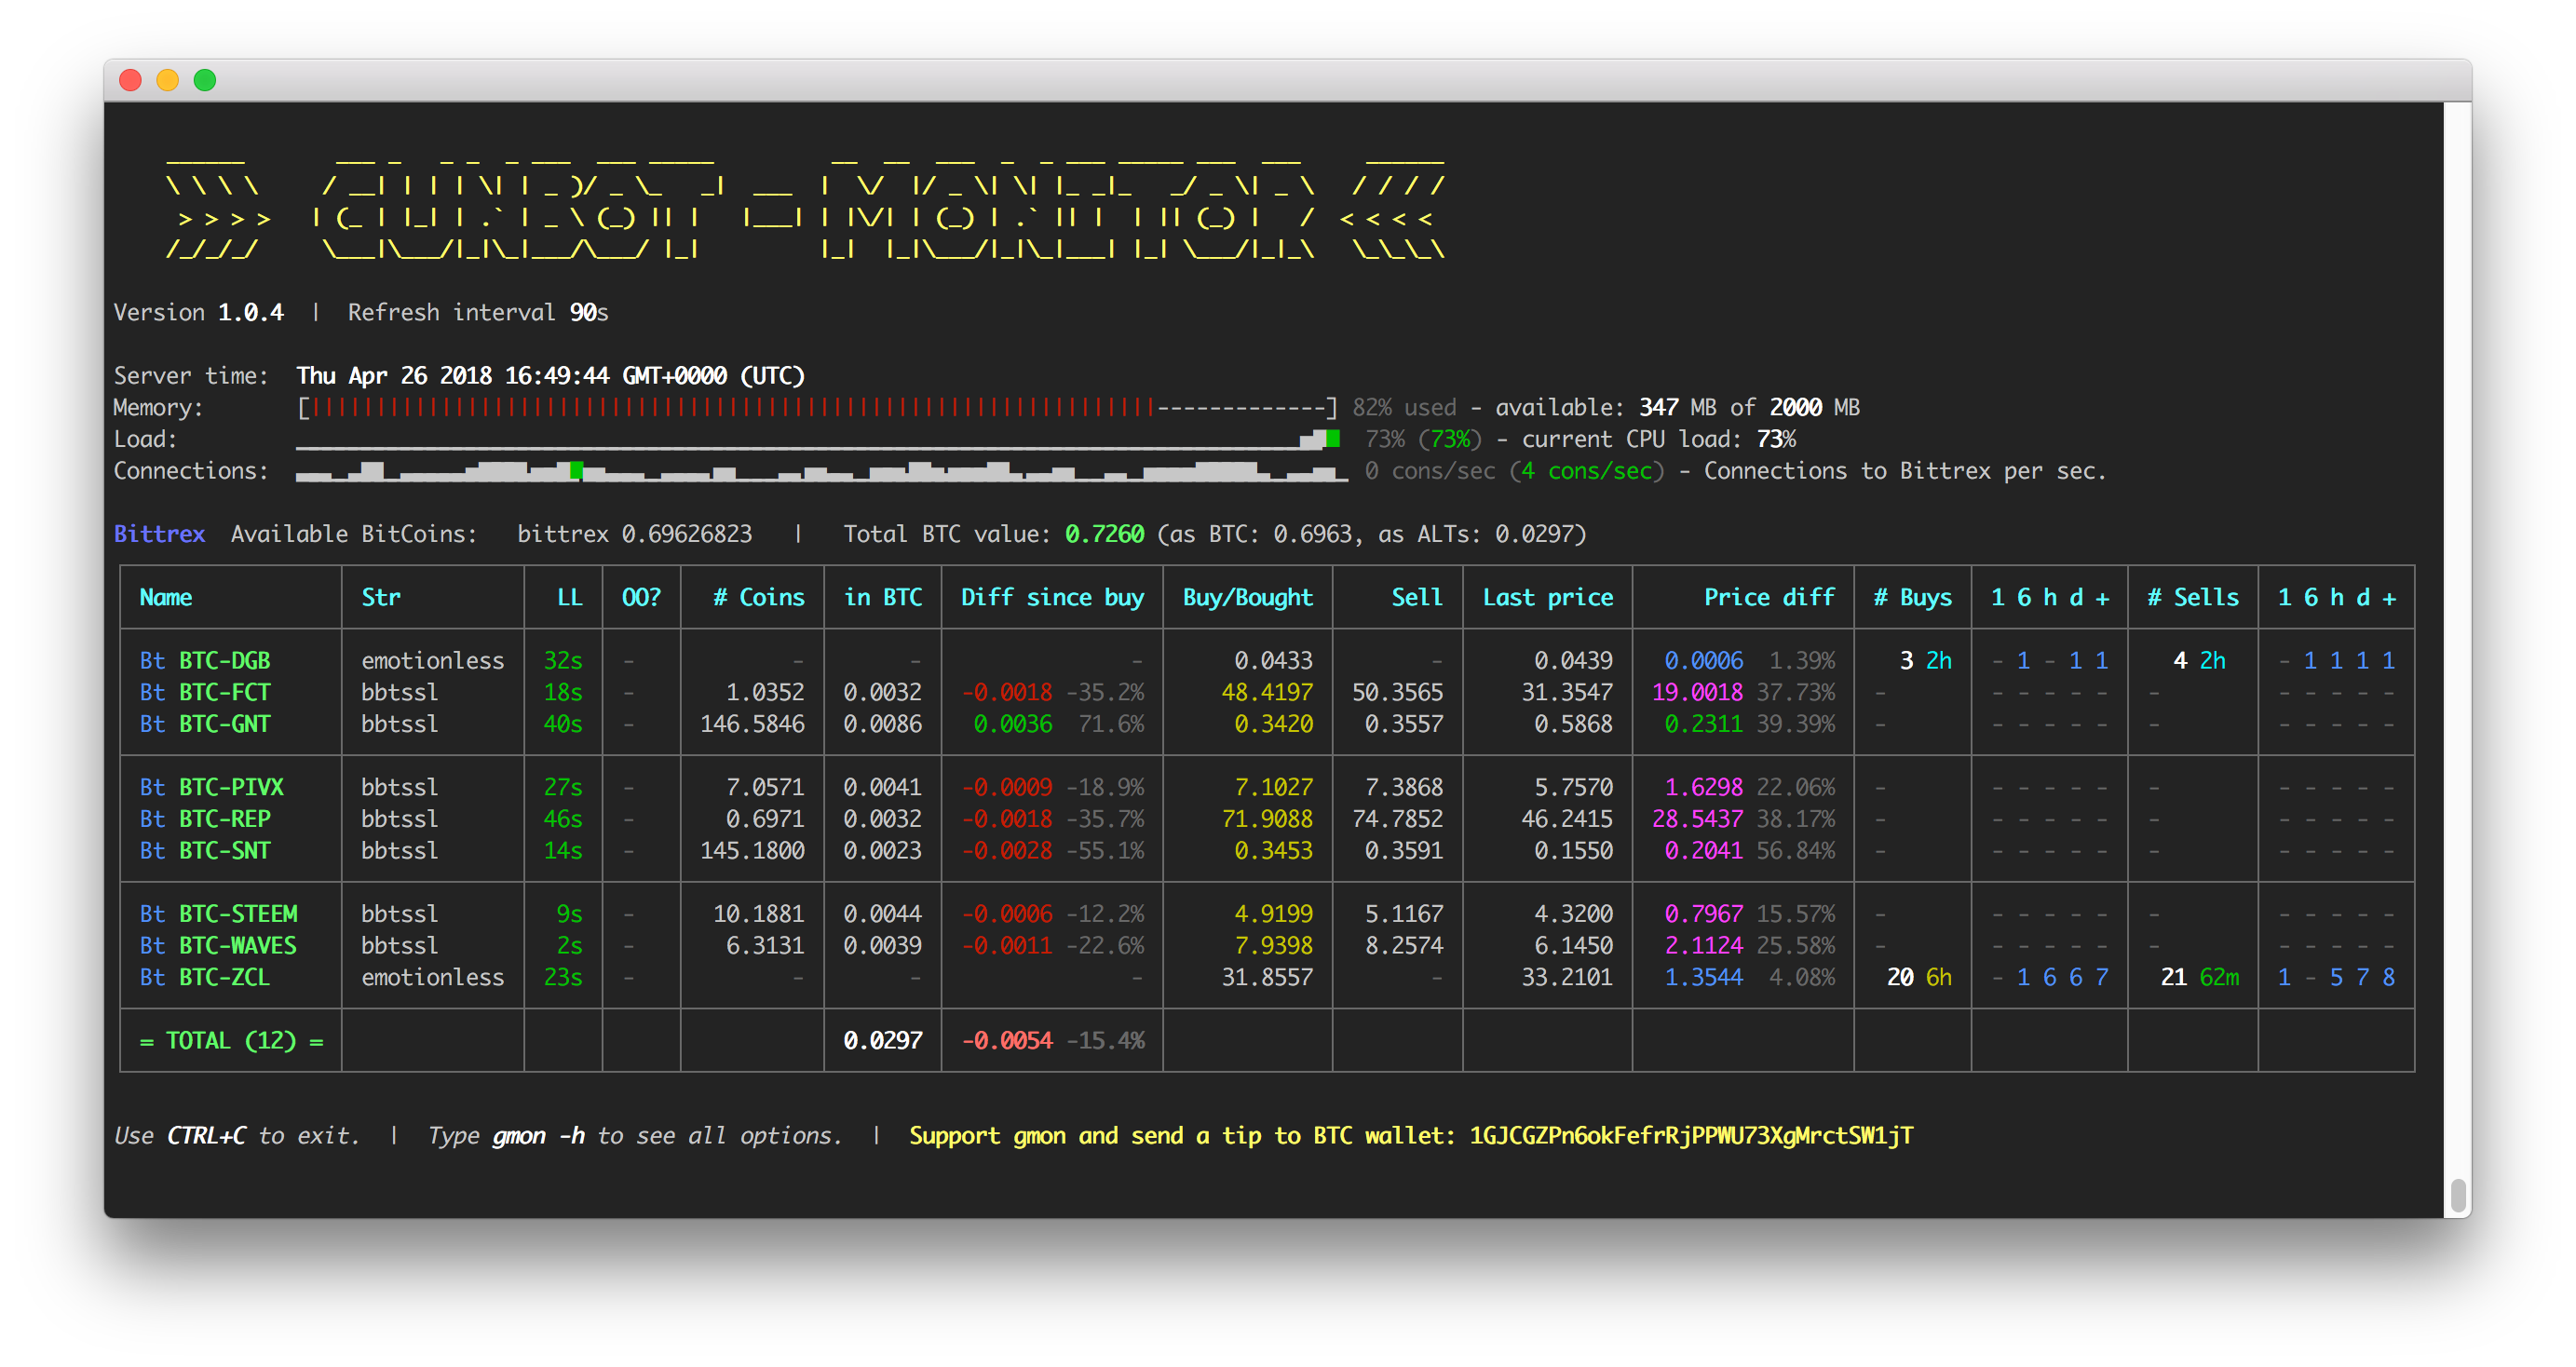 GUNBOT - MONITOR
Version 1.0.4 | Refresh interval 90s
Server time: Thu Apr 26 2018 16:49:44 GMT+0000 (UTC)
Memory: [|||||||||||||||||||||||||||||||||||||||||||||||||||||||||||||||||-------------] 82% used - available: 347 MB of 2000 MB
Load: 73% (73%) - current CPU load: 73%
Connections: 0 cons/sec (4 cons/sec) - Connections to Bittrex per sec.
Bittrex Available BitCoins: bittrex 0.69626823 | Total BTC value: 0.7260 (as BTC: 0.6963, as ALTs: 0.0297)
Name Str LL OO? # Coins in BTC Diff since buy Buy/Bought Sell Last price Price diff # Buys 1 6 h d + # Sells 1 6 h d +
Bt BTC-DGB emotionless 32s - - - - 0.0433 - 0.0439 0.0006 1.39% 3 2h - 1 - 1 1 4 2h - 1 1 1 1
Bt BTC-FCT bbtssl 18s - 1.0352 0.0032 -0.0018 -35.2% 48.4197 50.3565 31.3547 19.0018 37.73% - - - - - - - - - - - -
Bt BTC-GNT bbtssl 40s - 146.5846 0.0086 0.0036 71.6% 0.3420 0.3557 0.5868 0.2311 39.39% - - - - - - - - - - - -
Bt BTC-PIVX bbtssl 27s - 7.0571 0.0041 -0.0009 -18.9% 7.1027 7.3868 5.7570 1.6298 22.06% - - - - - - - - - - - -
Bt BTC-REP bbtssl 46s - 0.6971 0.0032 -0.0018 -35.7% 71.9088 74.7852 46.2415 28.5437 38.17% - - - - - - - - - - - -
Bt BTC-SNT bbtssl 14s - 145.1800 0.0023 -0.0028 -55.1% 0.3453 0.3591 0.1550 0.2041 56.84% - - - - - - - - - - - -
Bt BTC-STEEM bbtssl 9s - 10.1881 0.0044 -0.0006 -12.2% 4.9199 5.1167 4.3200 0.7967 15.57% - - - - - - - - - - - -
Bt BTC-WAVES bbtssl 2s - 6.3131 0.0039 -0.0011 -22.6% 7.9398 8.2574 6.1450 2.1124 25.58% - - - - - - - - - - - -
Bt BTC-ZCL emotionless 23s - - - - 31.8557 - 33.2101 1.3544 4.08% 20 6h - 1 6 6 7 21 62m 1 - 5 7 8
= TOTAL (12) = 0.0297 -0.0054 -15.4%
Use CTRL+C to exit. | Type gmon -h to see all options. | Support gmon and send a tip to BTC wallet: 1GJCGZPn6okFefrRjPPWU73XgMrctSW1jT